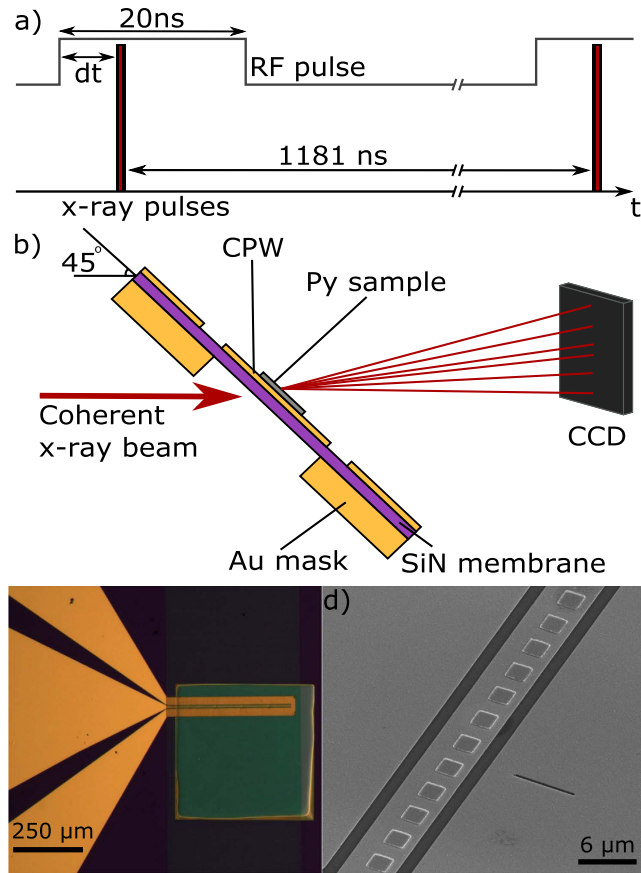 a)
20ns
dt
RF pulse
1181 ns
x-ray pulses
t
b)
45°
CPW
Py sample
Coherent
x-ray beam
CCD
Au mask
SiN membrane
d)
250 µm
6 µm